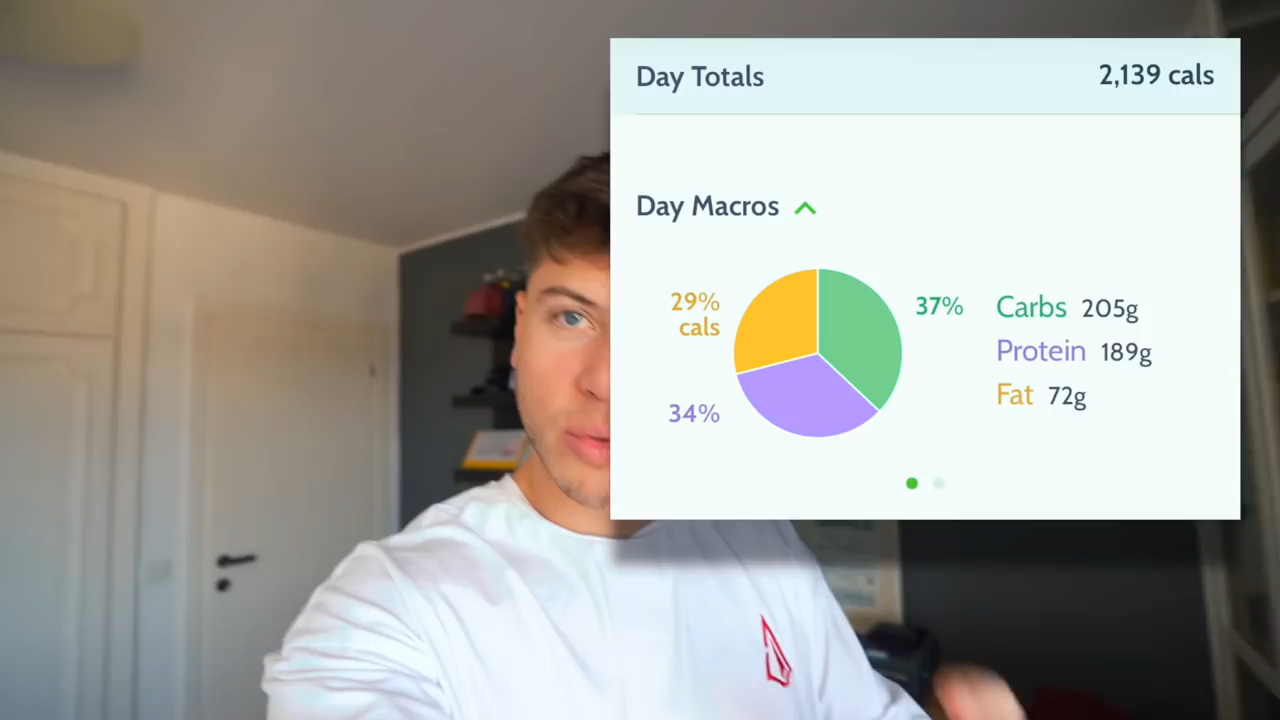 Day Totals 2,139 cals
Day Macros
29%
cals
37%
34%
Carbs 205g
Protein 189g
Fat 72g